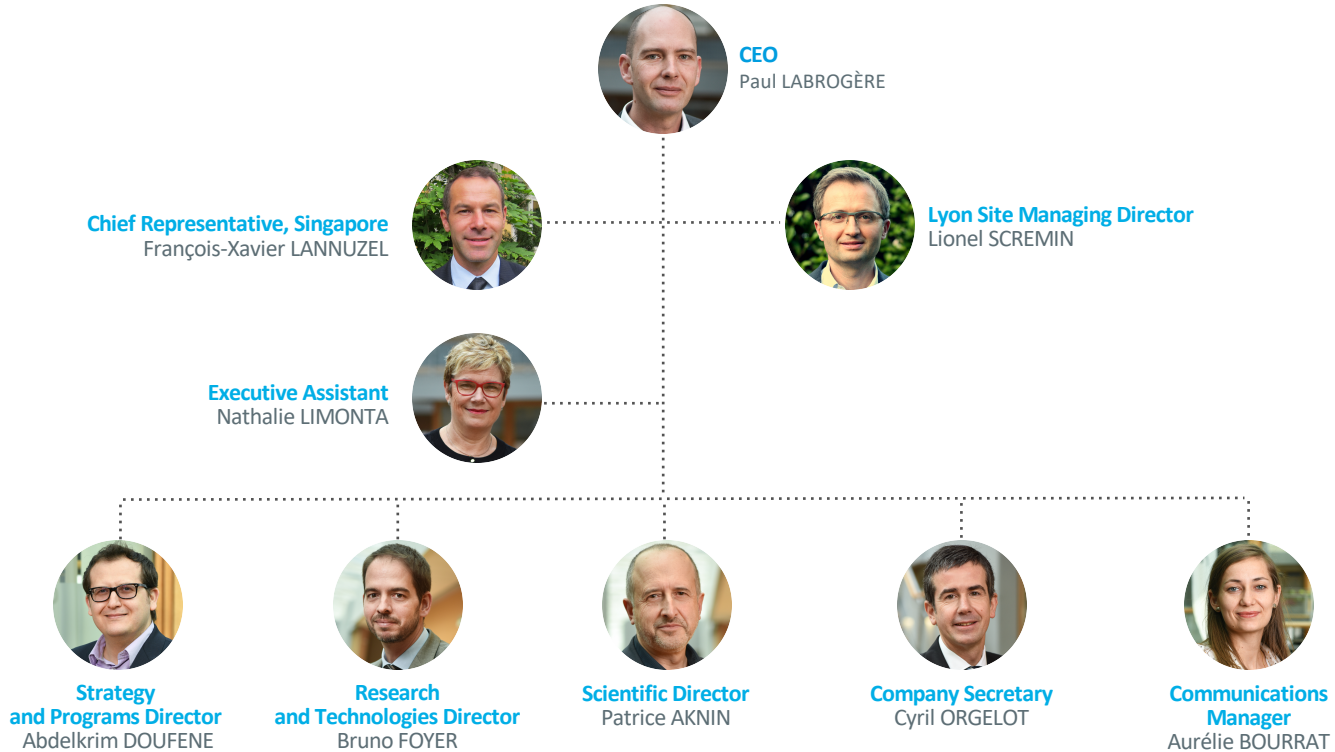 CEO
Paul LABROGÈRE
Chief Representative, Singapore
François-Xavier LANNUZEL
Lyon Site Managing Director
Lionel SCREMIN
Executive Assistant
Nathalie LIMONTA
Strategy
and Programs Director
Abdelkrim DOUFENE
Research
and Technologies Director
Bruno FOYER
Scientific Director
Patrice AKNIN
Company Secretary
Cyril ORGELOT
Communications
Manager
Aurélie BOURRAT